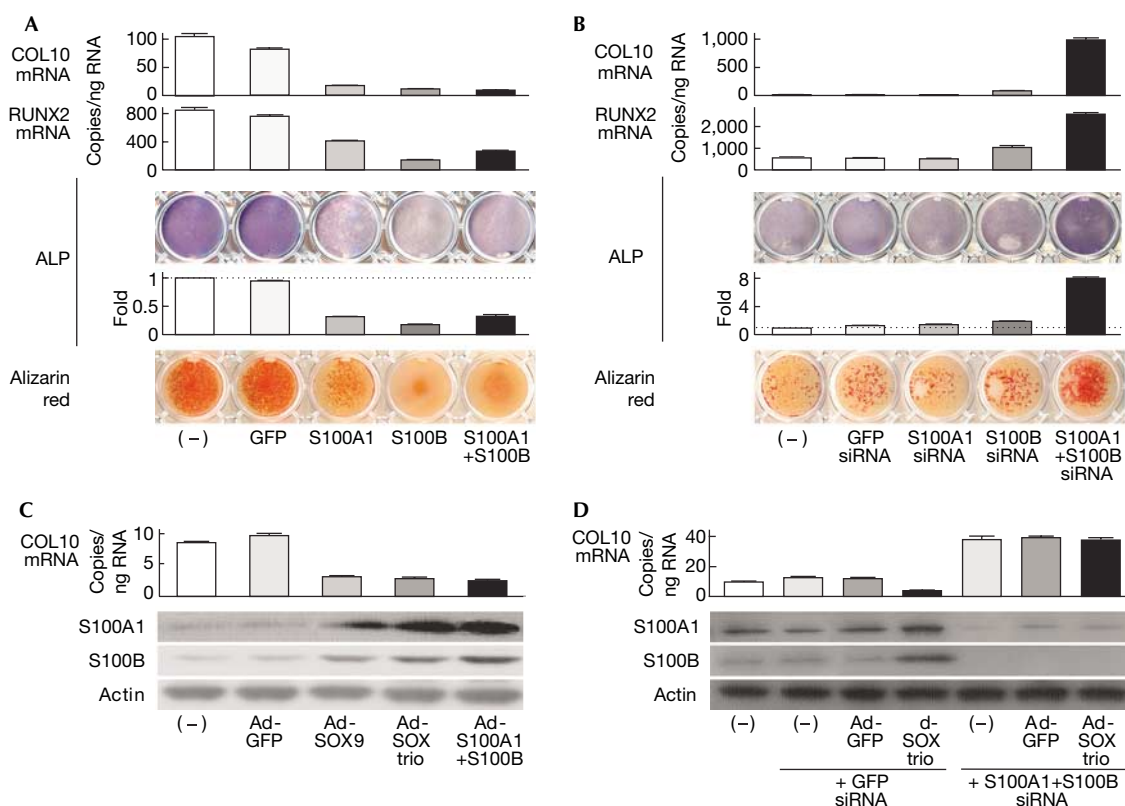 A
COL10
mRNA
Copies/ng RNA
100
50
0
RUNX2
mRNA
800
400
0
ALP
Fold
1
0.5
0
Alizarin
red
(–) GFP S100A1 S100B S100A1
+S100B
B
COL10
mRNA
Copies/ng RNA
1,000
500
0
RUNX2
mRNA
2,000
1,000
0
ALP
Fold
8
4
0
Alizarin
red
(–) GFP S100A1 S100B S100A1
siRNA siRNA siRNA +S100B
siRNA
C
COL10
mRNA
Copies/
ng RNA
10
5
0
S100A1
S100B
Actin
(–) Ad- Ad- Ad- Ad-
GFP SOX9 SOX S100A1
trio +S100B
D
COL10
mRNA
Copies/
ng RNA
40
20
0
S100A1
S100B
Actin
(–) (–) Ad- d- (–) Ad- Ad-
GFP SOX GFP SOX
trio trio
+ GFP + S100A1+S100B
siRNA siRNA